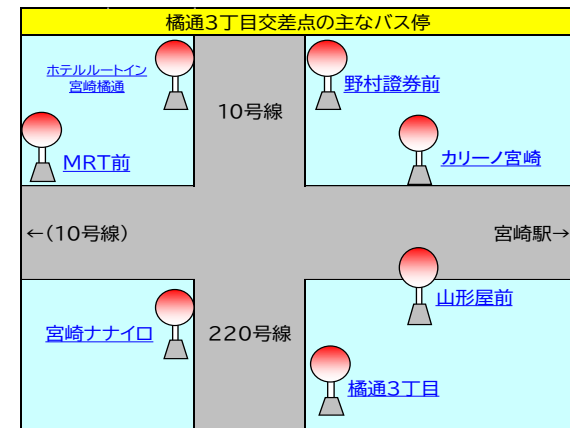 橘通3丁目交差点の主なバス停
ホテルルートイン
宮崎橘通
野村證券前
10号線
MRT前
カリーノ宮崎
←(10号線)
宮崎駅→
山形屋前
宮崎ナナイロ
220号線
橘通3丁目